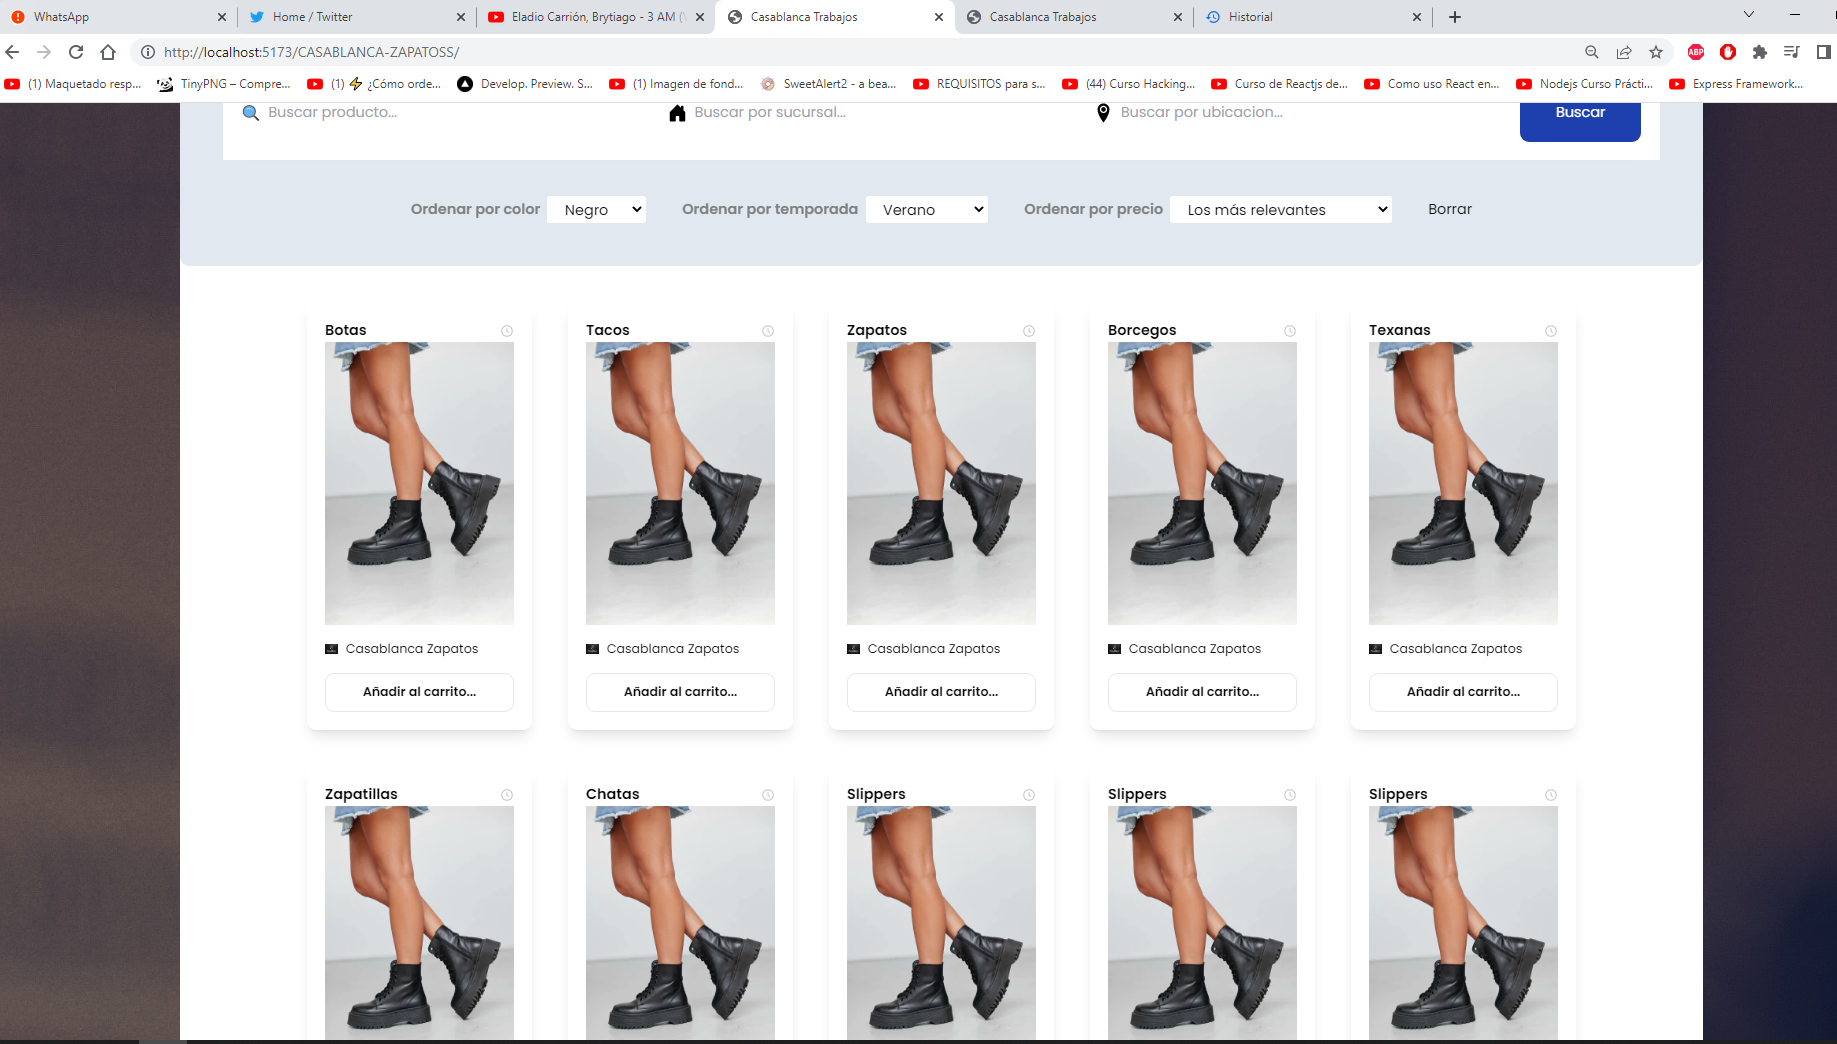 WhatsApp
Home / Twitter
Eladio Carrión, Brytiago - 3 AM (
Casablanca Trabajos
Casablanca Trabajos
Historial
http://localhost:5173/CASABLANCA-ZAPATOSS/
ABP
(1) Maquetado resp...
TinyPNG – Compre...
(1) ⚡ ¿Cómo orde...
Develop. Preview. S...
(1) Imagen de fond...
SweetAlert2 - a bea...
REQUISITOS para s...
(44) Curso Hacking...
Curso de Reactjs de...
Como uso React en...
Nodejs Curso Prácti...
Express Framework...
Buscar producto...
Buscar por sucursal...
Buscar por ubicacion...
Buscar
Ordenar por color
Negro
Ordenar por temporada
Verano
Ordenar por precio
Los más relevantes
Borrar
Botas
Tacos
Zapatos
Borcegos
Texanas
Casablanca Zapatos
Casablanca Zapatos
Casablanca Zapatos
Casablanca Zapatos
Casablanca Zapatos
Añadir al carrito...
Añadir al carrito...
Añadir al carrito...
Añadir al carrito...
Añadir al carrito...
Zapatillas
Chatas
Slippers
Slippers
Slippers